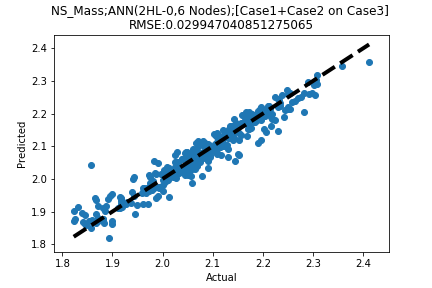 NS_Mass;ANN(2HL-0,6 Nodes);[Case1+Case2 on Case3]
RMSE:0.029947040851275065
2.4
2.3
2.2
2.1
2.0
1.9
1.8
Predicted
1.8 1.9 2.0 2.1 2.2 2.3 2.4
Actual